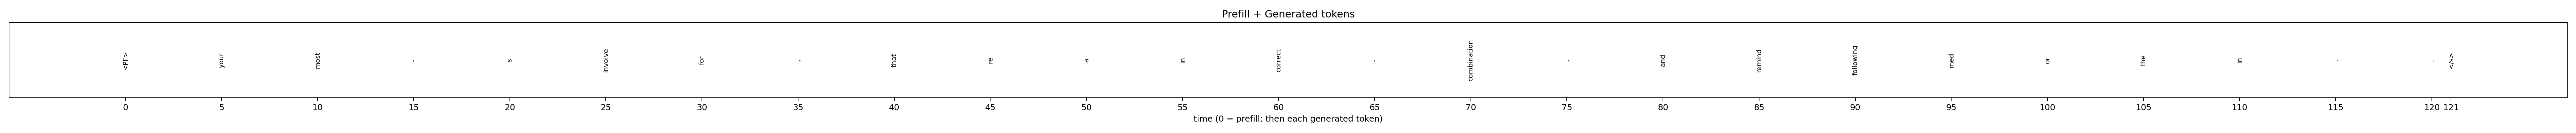 Prefill + Generated tokens
<PF> your most - s involve for - that re a in correct - combination - and remind following med or the in - . </s>
0 5 10 15 20 25 30 35 40 45 50 55 60 65 70 75 80 85 90 95 100 105 110 115 120 121
time (0 = prefill; then each generated token)